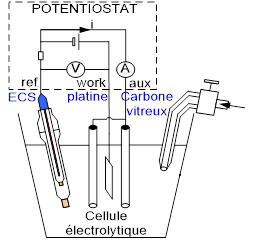 POTENTIOSTAT
i
V
A
ref work aux
ECS platine Carbone
vitreux
Cellule
électrolytique